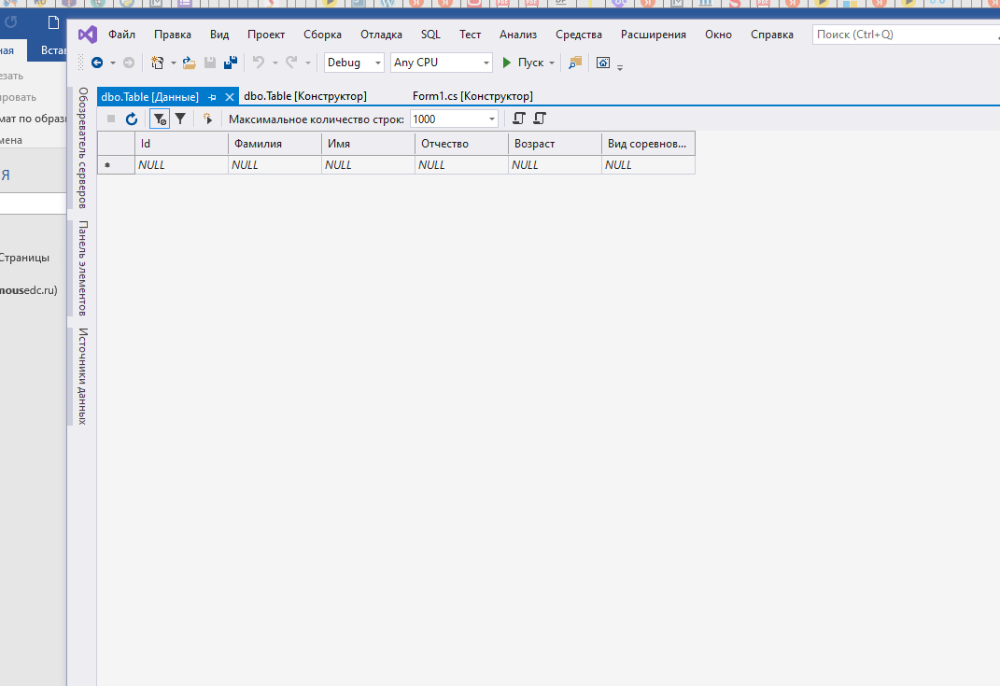 Файл Правка Вид Проект Сборка Отладка SQL Тест Анализ Средства Расширения Окно Справка Поиск (Ctrl+Q)
ная Встав
езать
ировать
мат по образ
мена
Я
Страницы
mousedc.ru)
Debug Any CPU Пуск
Обозреватель серверов
Панель элементов
Источники данных
dbo.Table [Данные] dbo.Table [Конструктор] Form1.cs [Конструктор]
Максимальное количество строк: 1000
Id Фамилия Имя Отчество Возраст Вид соревнов...
NULL NULL NULL NULL NULL NULL